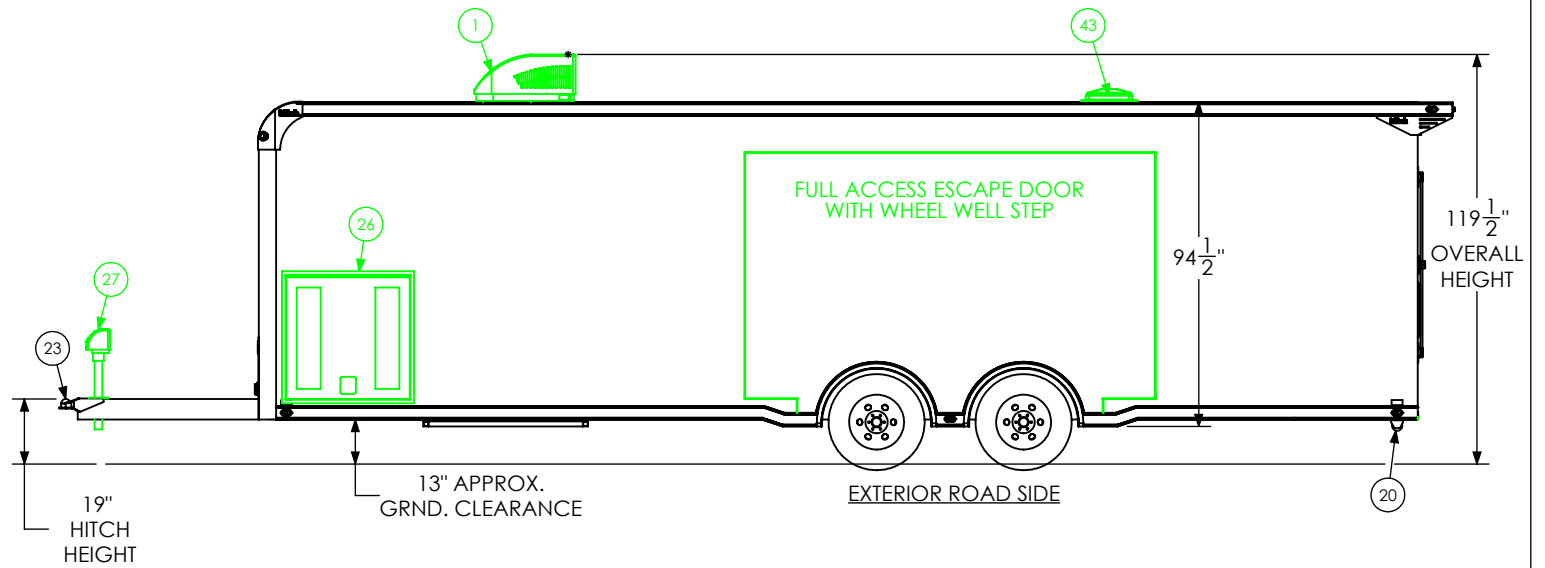 1
43
FULL ACCESS ESCAPE DOOR
WITH WHEEL WELL STEP
26
27
23
94 1/2"
119 1/2"
OVERALL
HEIGHT
13" APPROX.
GRND. CLEARANCE
EXTERIOR ROAD SIDE
20
19"
HITCH
HEIGHT